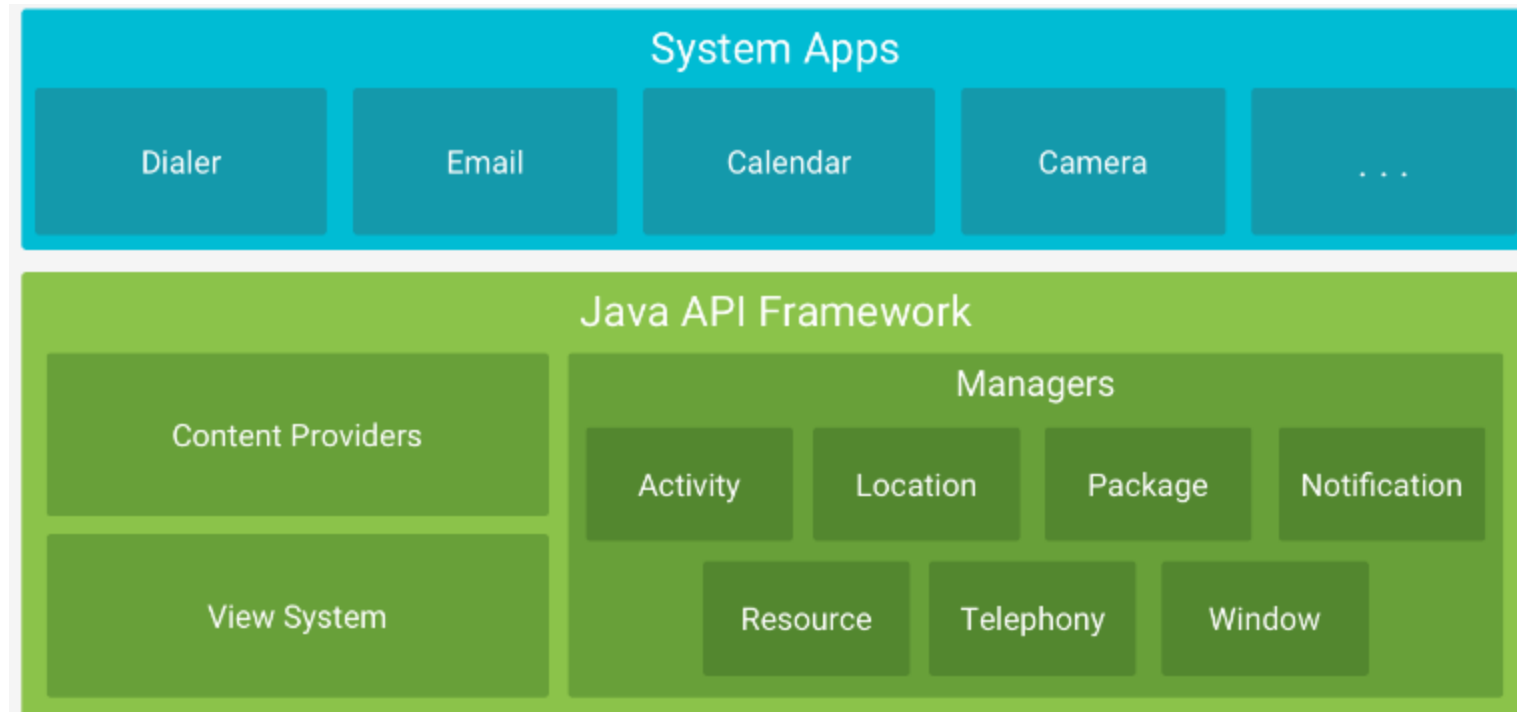 System Apps
Dialer Email Calendar Camera . . .
Java API Framework
Content Providers
View System
Managers
Activity Location Package Notification
Resource Telephony Window